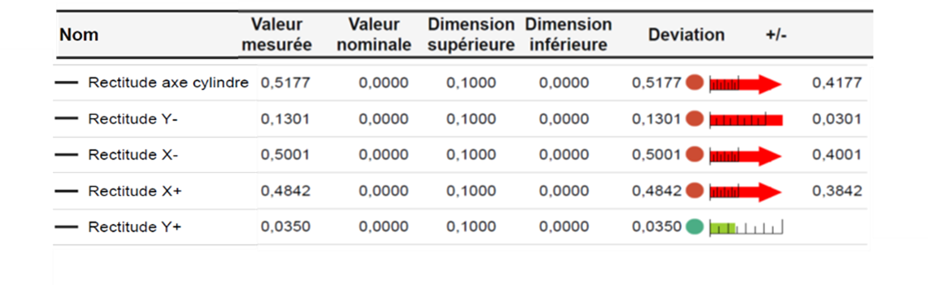 Nom Valeur mesurée Valeur nominale Dimension supérieure Dimension inférieure Deviation +/-
Rectitude axe cylindre 0,5177 0,0000 0,1000 0,0000 0,5177 0,4177
Rectitude Y- 0,1301 0,0000 0,1000 0,0000 0,1301 0,0301
Rectitude X- 0,5001 0,0000 0,1000 0,0000 0,5001 0,4001
Rectitude X+ 0,4842 0,0000 0,1000 0,0000 0,4842 0,3842
Rectitude Y+ 0,0350 0,0000 0,1000 0,0000 0,0350